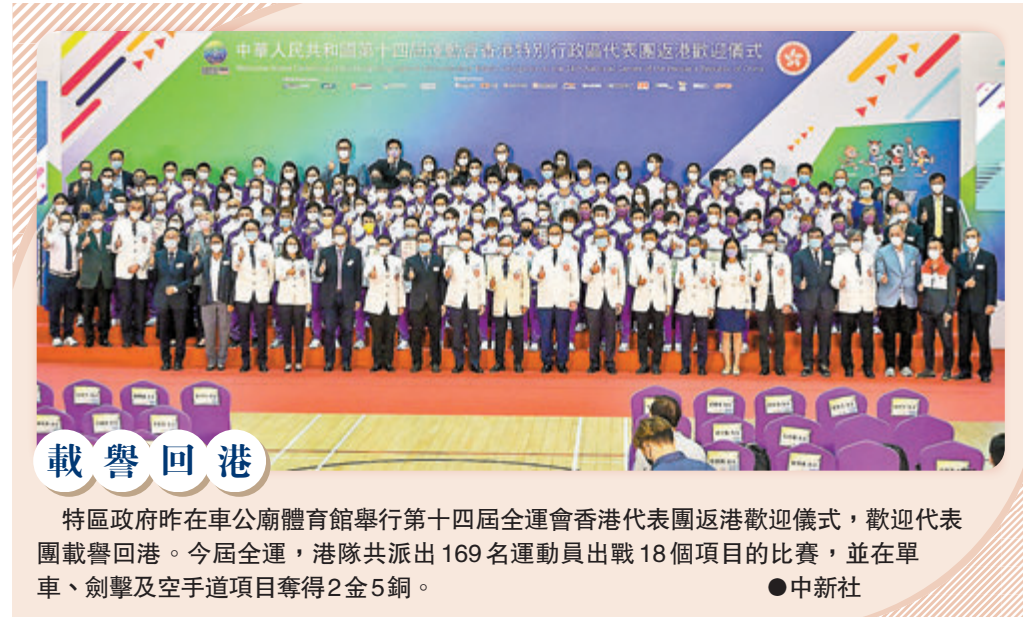 中華人民共和國第十四屆運動會香港特別行政區代表團返港歡迎儀式
載譽回港
特區政府昨在車公廟體育館舉行第十四屆全運會香港代表團返港歡迎儀式，歡迎代表
團載譽回港。今屆全運，港隊共派出169名運動員出戰18個項目的比賽，並在單
車、劍擊及空手道項目奪得2金5銅。
●中新社